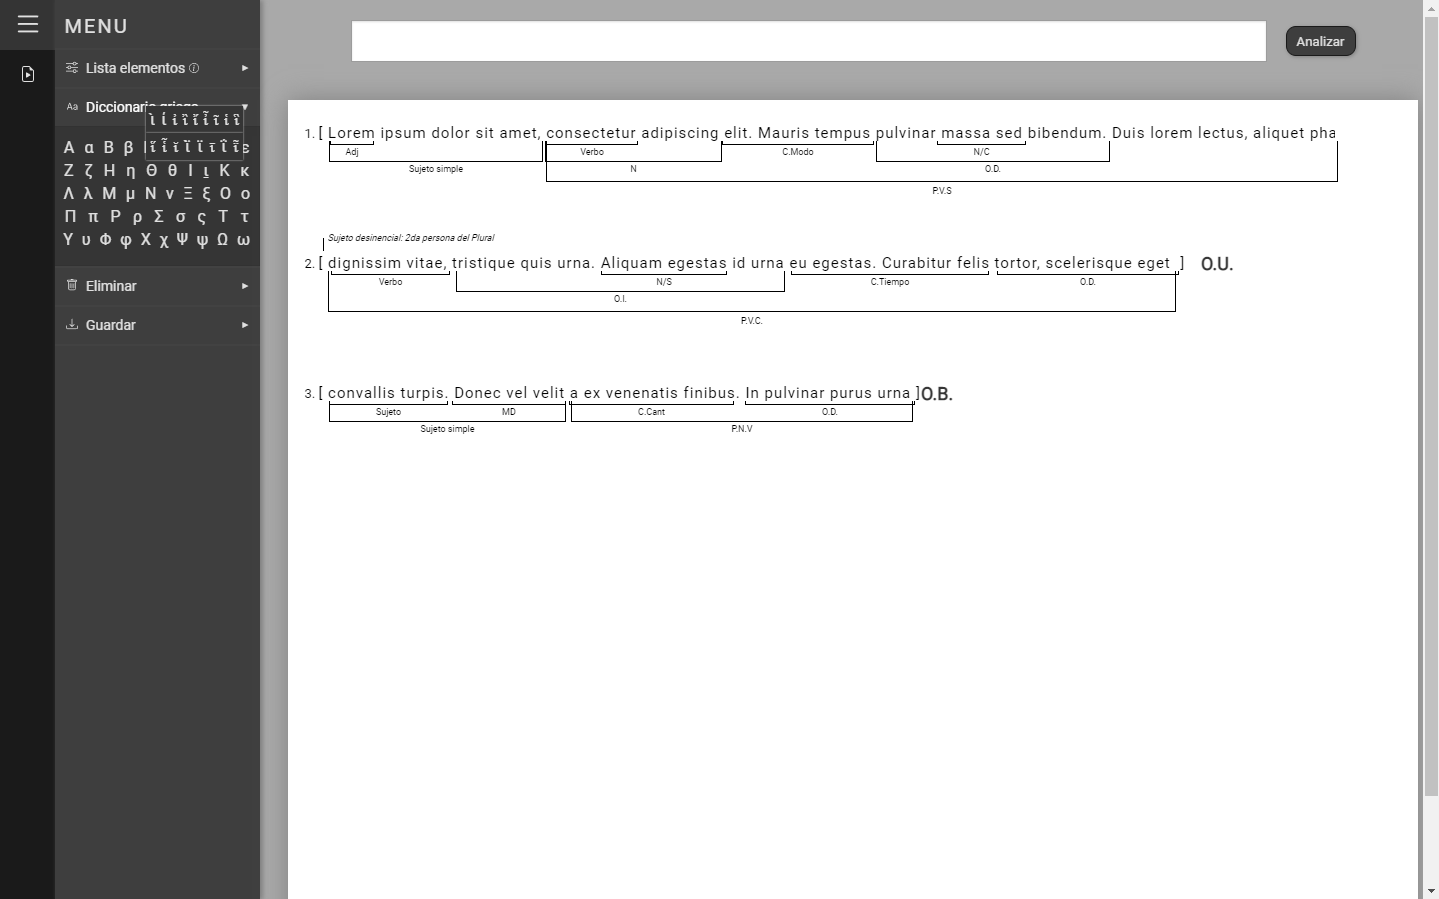 MENU
Lista elementos
Diccionario griego
Α α Β β
Ζ ζ Η η Θ θ Ι ι Κ κ
Λ λ Μ μ Ν ν Ξ ξ Ο ο
Π π Ρ ρ Σ σ ς Τ τ
Υ υ Φ φ Χ χ Ψ ψ Ω ω
Eliminar
Guardar
Analizar
1. [ Lorem ipsum dolor sit amet, consectetur adipiscing elit. Mauris tempus pulvinar massa sed bibendum. Duis lorem lectus, aliquet pha
Adj Verbo C.Modo N/C
Sujeto simple N O.D.
P.V.S
Sujeto desinencial: 2da persona del Plural
2. [ dignissim vitae, tristique quis urna. Aliquam egestas id urna eu egestas. Curabitur felis tortor, scelerisque eget ] O.U.
Verbo N/S C.Tiempo O.D.
O.I.
P.V.C.
3. [ convallis turpis. Donec vel velit a ex venenatis finibus. In pulvinar purus urna ]O.B.
Sujeto MD C.Cant O.D.
Sujeto simple P.N.V